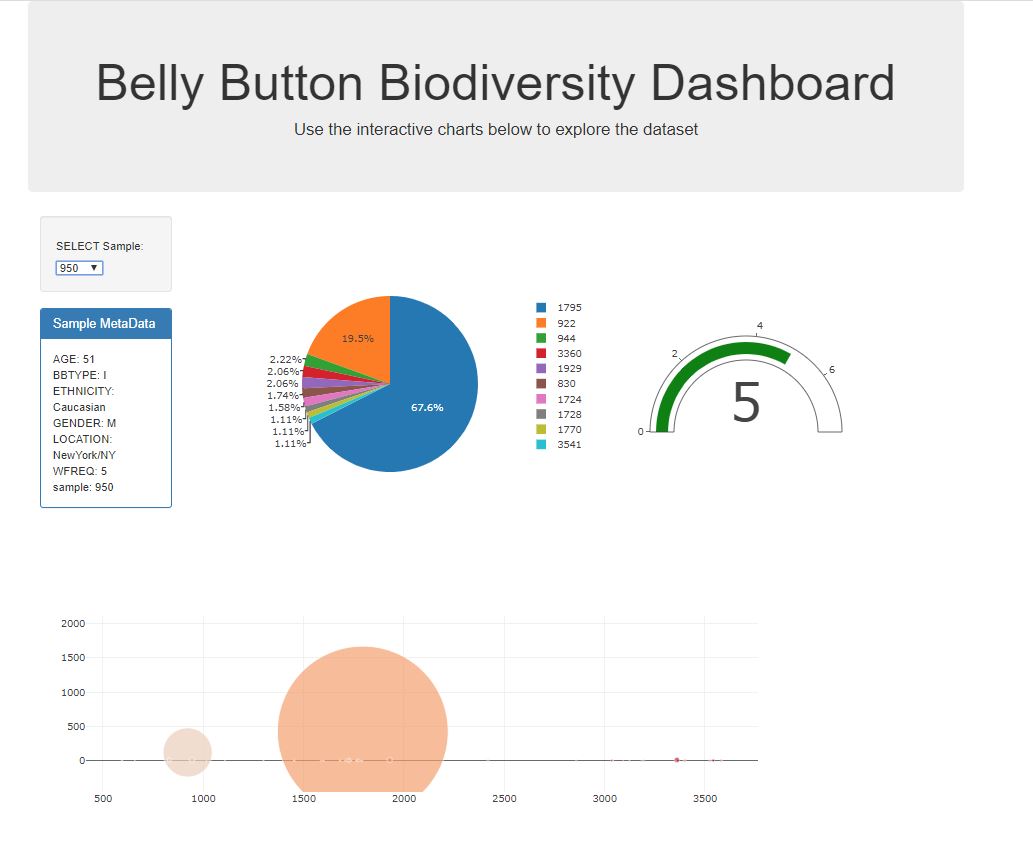 Belly Button Biodiversity Dashboard
Use the interactive charts below to explore the dataset
SELECT Sample:
950
Sample MetaData
AGE: 51
BBTYPE: I
ETHNICITY:
Caucasian
GENDER: M
LOCATION:
NewYork/NY
WFREQ: 5
sample: 950
19.5%
2.22%
2.06%
2.06%
1.74%
1.58%
1.11%
1.11%
1.11%
67.6%
1795
922
944
3360
1929
830
1724
1728
1770
3541
0
2
4
6
5
2000
1500
1000
500
0
500
1000
1500
2000
2500
3000
3500